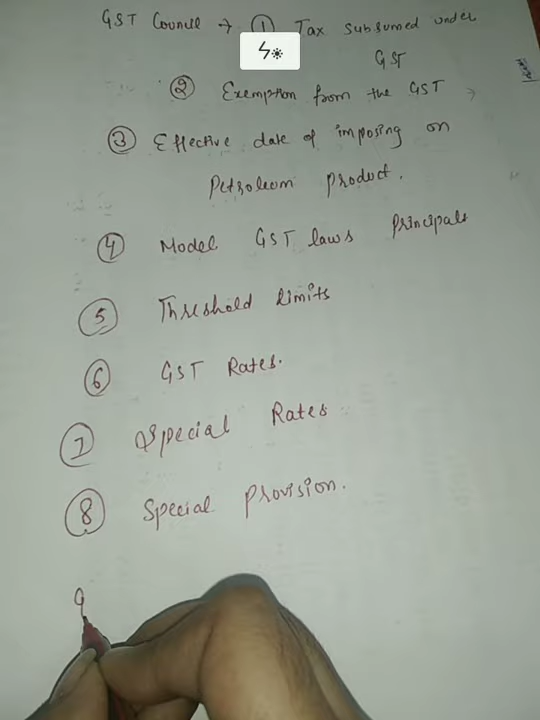 GST Council → ① Tax subsumed under
GST
② Exemption from the GST
③ Effective date of imposing on
Petroleum product.
④ Model GST laws principals
⑤ Threshold limits
⑥ GST Rates.
⑦ Special Rates
⑧ Special provision.
9